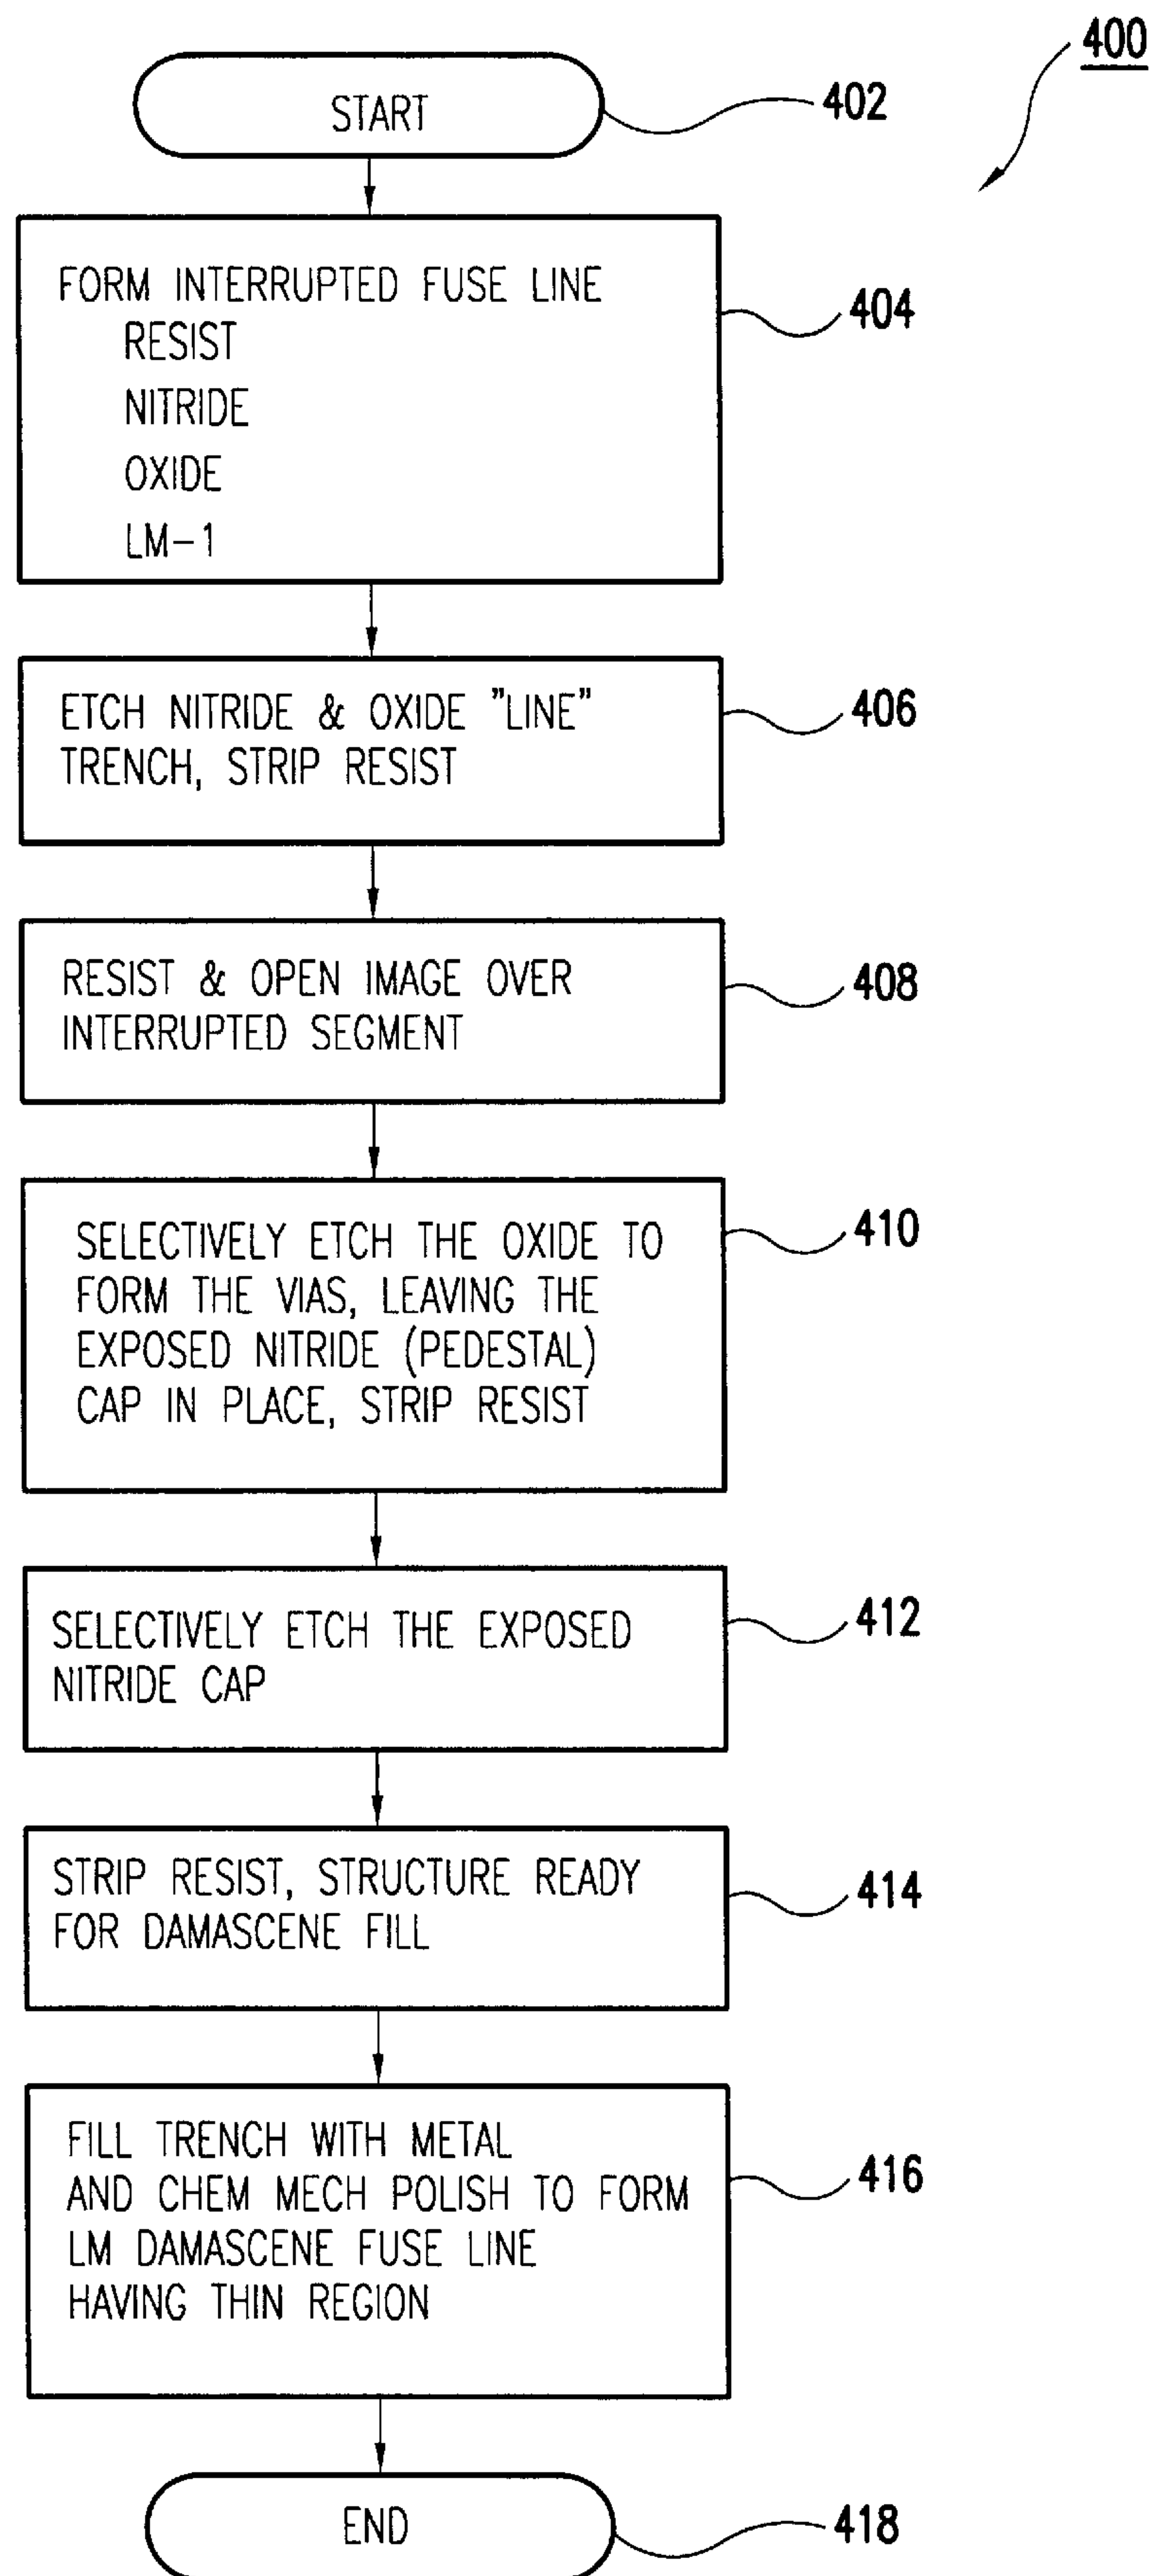 400
START
402
FORM INTERRUPTED FUSE LINE
RESIST
NITRIDE
OXIDE
LM-1
404
ETCH NITRIDE & OXIDE "LINE"
TRENCH, STRIP RESIST
406
RESIST & OPEN IMAGE OVER
INTERRUPTED SEGMENT
408
SELECTIVELY ETCH THE OXIDE TO
FORM THE VIAS, LEAVING THE
EXPOSED NITRIDE (PEDESTAL)
CAP IN PLACE, STRIP RESIST
410
SELECTIVELY ETCH THE EXPOSED
NITRIDE CAP
412
STRIP RESIST, STRUCTURE READY
FOR DAMASCENE FILL
414
FILL TRENCH WITH METAL
AND CHEM MECH POLISH TO FORM
LM DAMASCENE FUSE LINE
HAVING THIN REGION
416
END
418